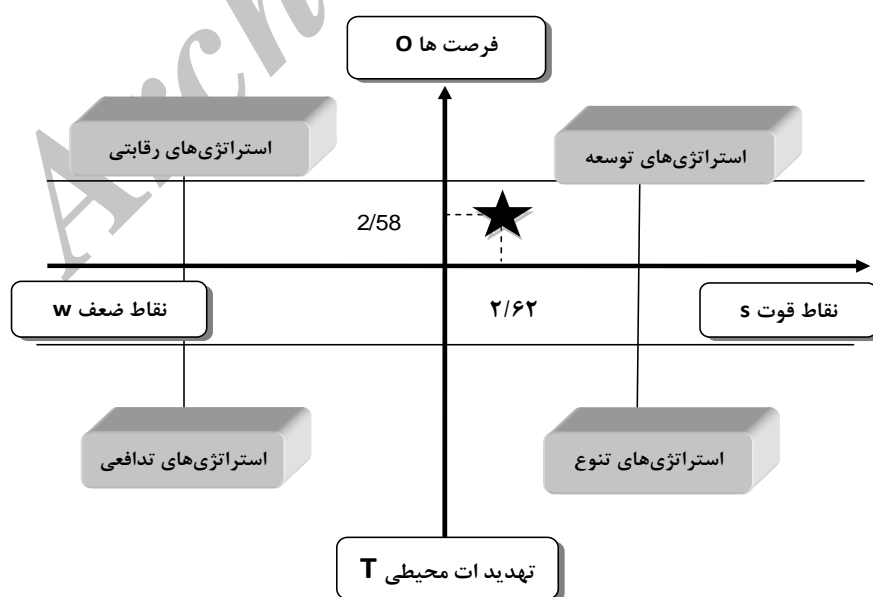 فرصت ها O
Arch
استراتژی‌های رقابتی
استراتژی‌های توسعه
2/58
نقاط ضعف w
۲/۶۲
نقاط قوت s
استراتژی‌های تدافعی
استراتژی‌های تنوع
تهدید ات محیطی T